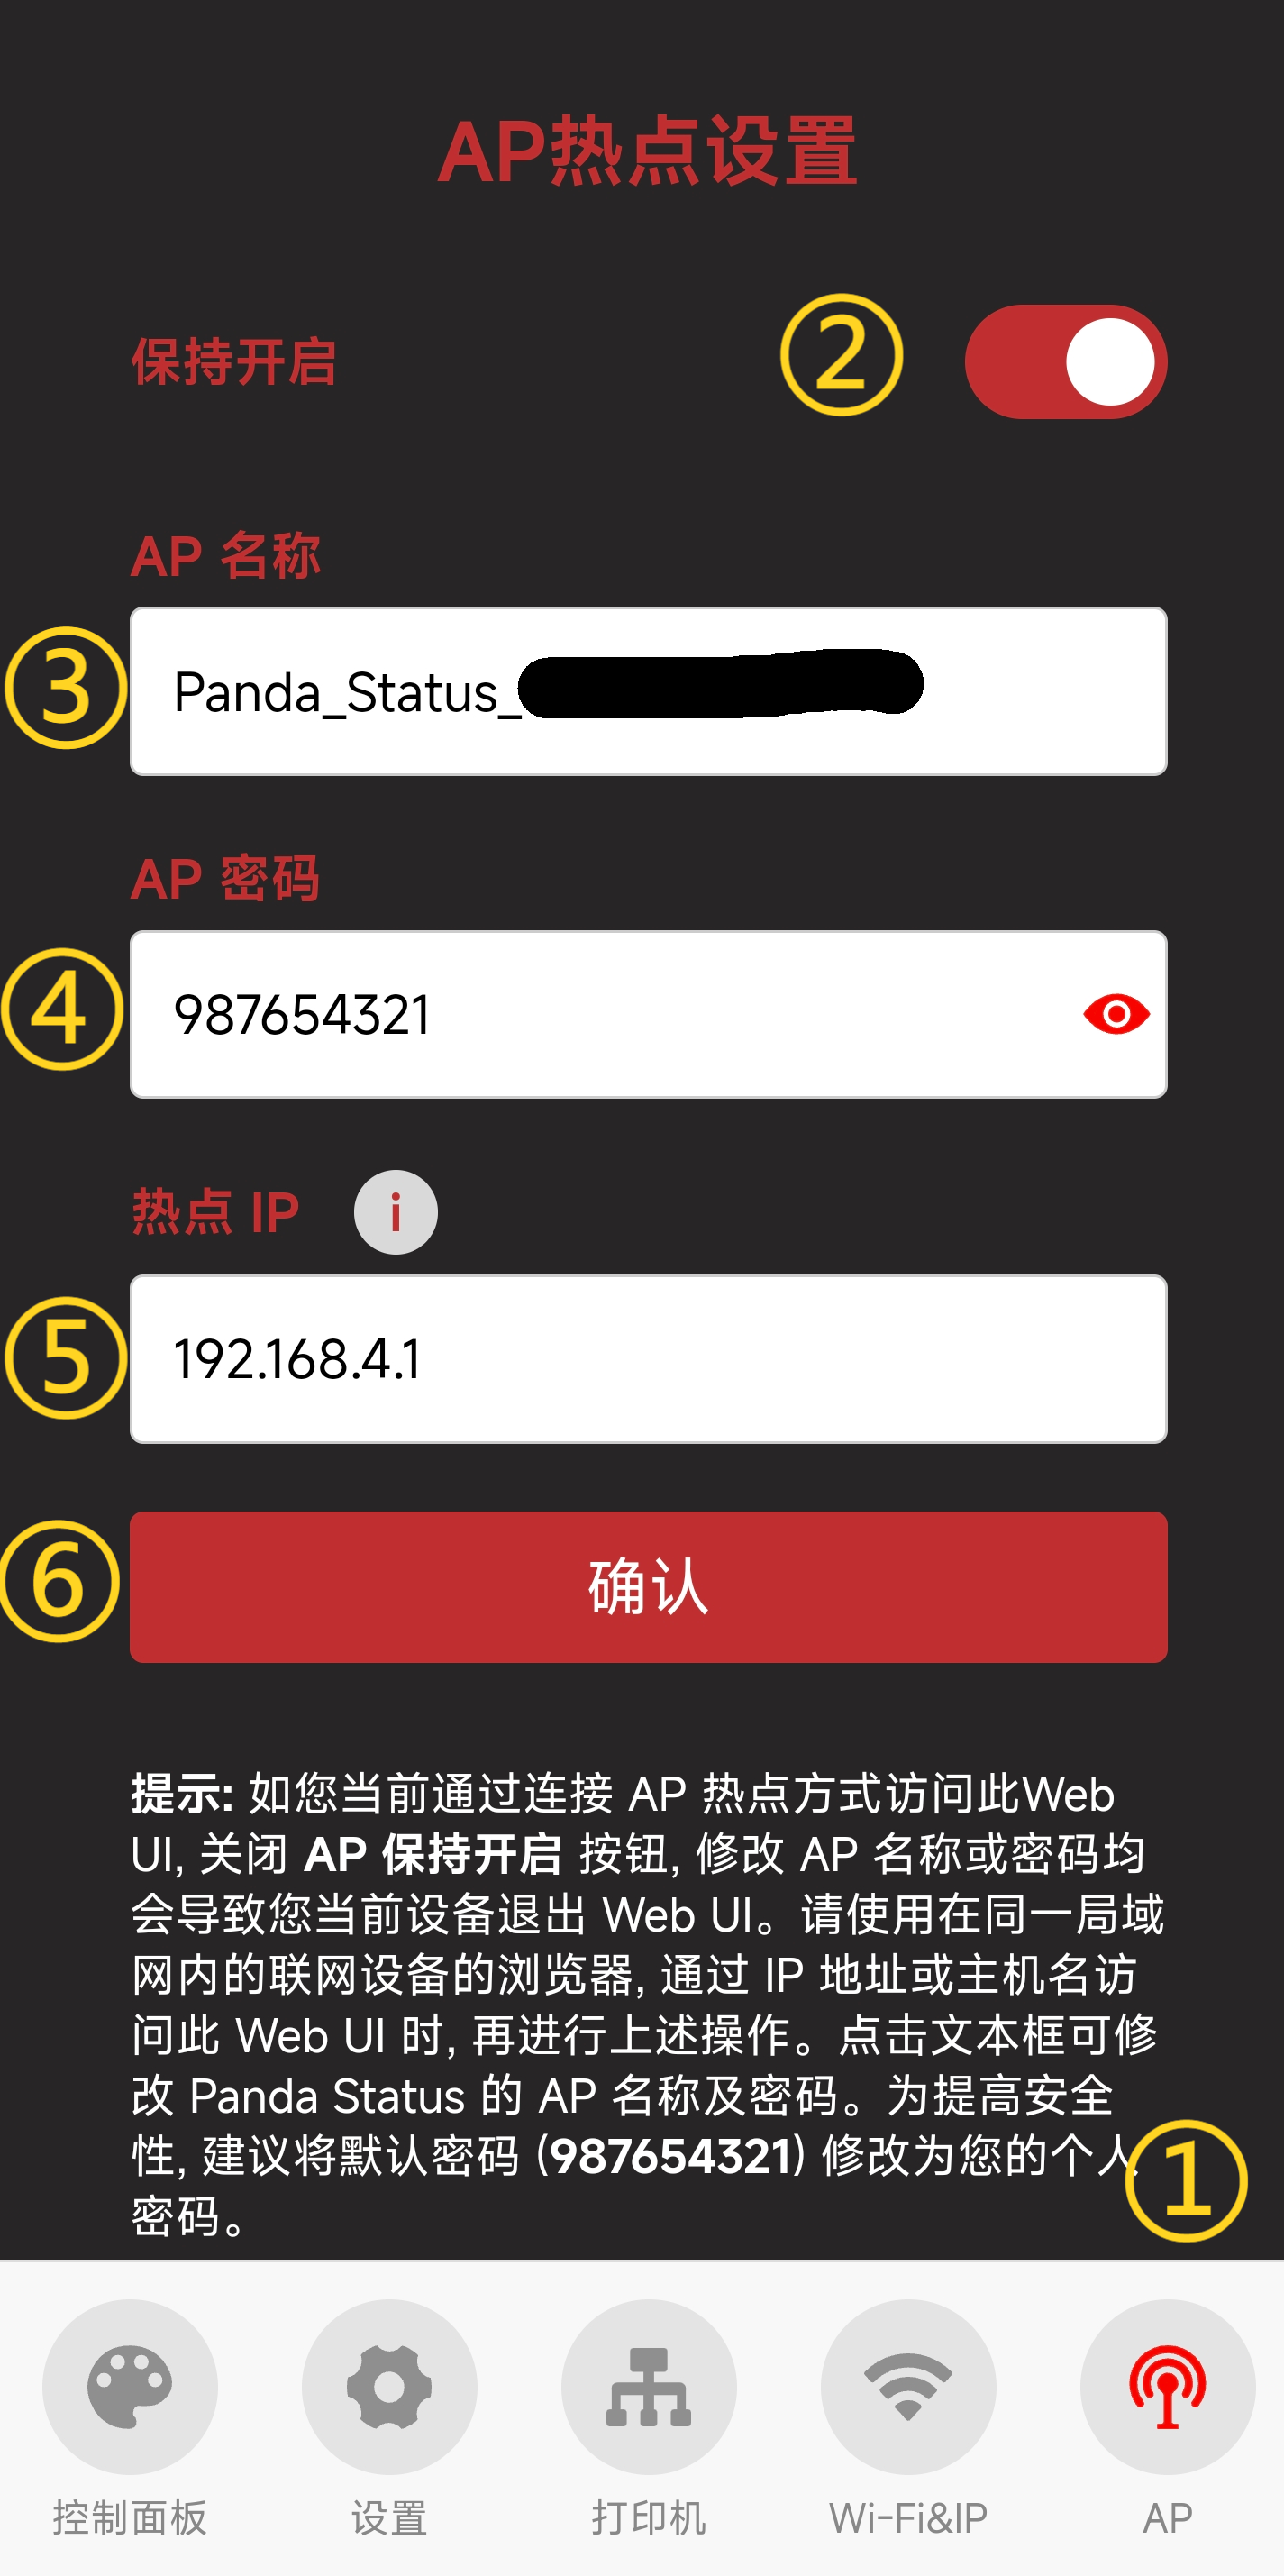 AP热点设置
保持开启
②
AP 名称
③
Panda_Status_
AP 密码
④
987654321
热点 IP
i
⑤
192.168.4.1
⑥
确认
提示: 如您当前通过连接 AP 热点方式访问此Web
UI, 关闭 AP 保持开启 按钮, 修改 AP 名称或密码均
会导致您当前设备退出 Web UI。请使用在同一局域
网内的联网设备的浏览器, 通过 IP 地址或主机名访
问此 Web UI 时, 再进行上述操作。点击文本框可修
改 Panda Status 的 AP 名称及密码。为提高安全
性, 建议将默认密码 (987654321) 修改为您的个人
密码。
①
控制面板
设置
打印机
Wi-Fi&IP
AP